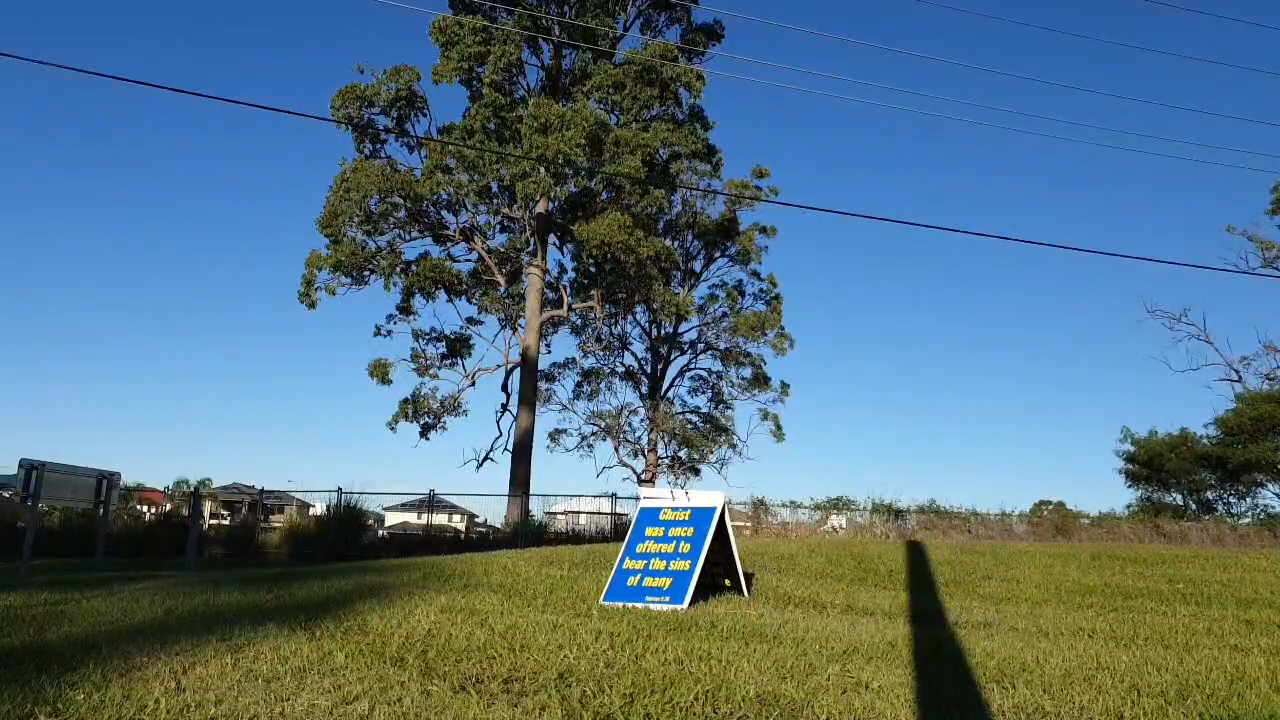 Christ
was once
offered to
bear the sins
of many